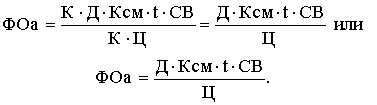 ФОа = К · Д · Ксм · t · СВ / К · Ц = Д · Ксм · t · СВ / Ц или
ФОа = Д · Ксм · t · СВ / Ц .